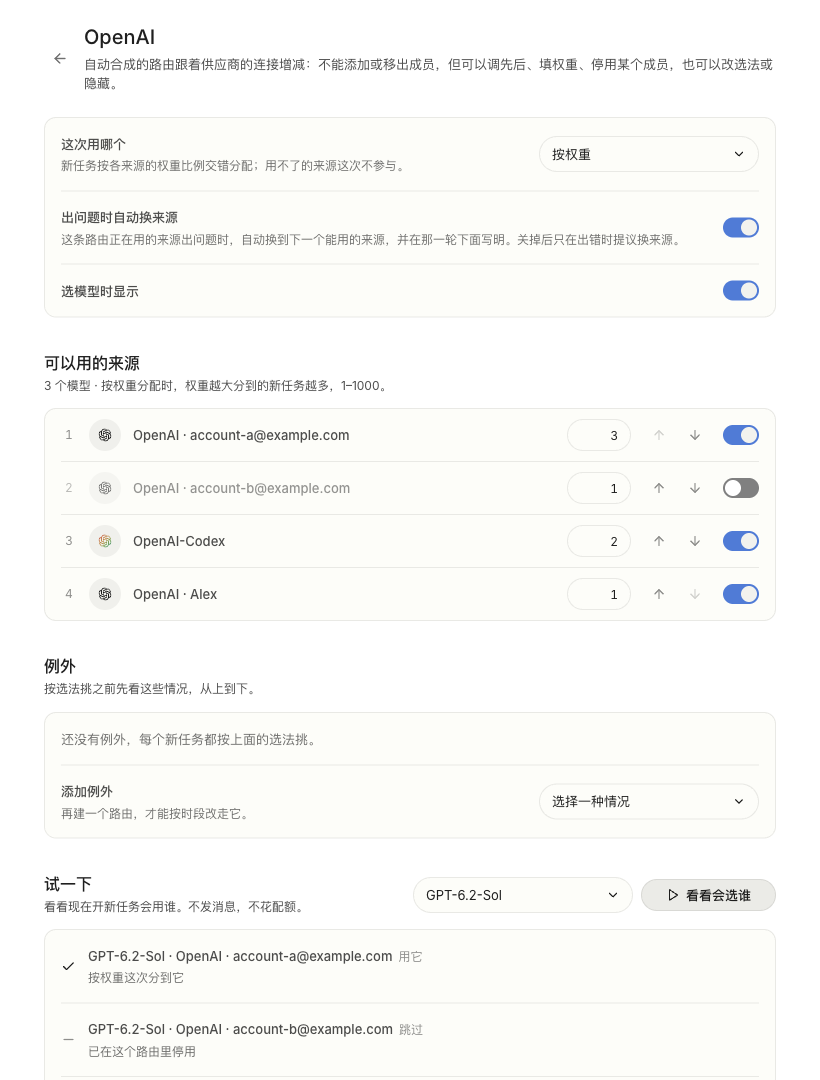 OpenAI
自动合成的路由跟着供应商的连接增减：不能添加或移出成员，但可以调先后、填权重、停用某个成员，也可以改选法或
隐藏。
这次用哪个
新任务按各来源的权重比例交错分配；用不了的来源这次不参与。
按权重
出问题时自动换来源
这条路由正在用的来源出问题时，自动换到下一个能用的来源，并在那一轮下面写明。关掉后只在出错时提议换来源。
选模型时显示
可以用的来源
3 个模型 · 按权重分配时，权重越大分到的新任务越多，1–1000。
1 OpenAI · account-a@example.com 3
2 OpenAI · account-b@example.com 1
3 OpenAI-Codex 2
4 OpenAI · Alex 1
例外
按选法挑之前先看这些情况，从上到下。
还没有例外，每个新任务都按上面的选法挑。
添加例外
再建一个路由，才能按时段改走它。
选择一种情况
试一下
看看现在开新任务会用谁。不发消息，不花配额。
GPT-6.2-Sol
看看会选谁
GPT-6.2-Sol · OpenAI · account-a@example.com 用它
按权重这次分到它
GPT-6.2-Sol · OpenAI · account-b@example.com 跳过
已在这个路由里停用